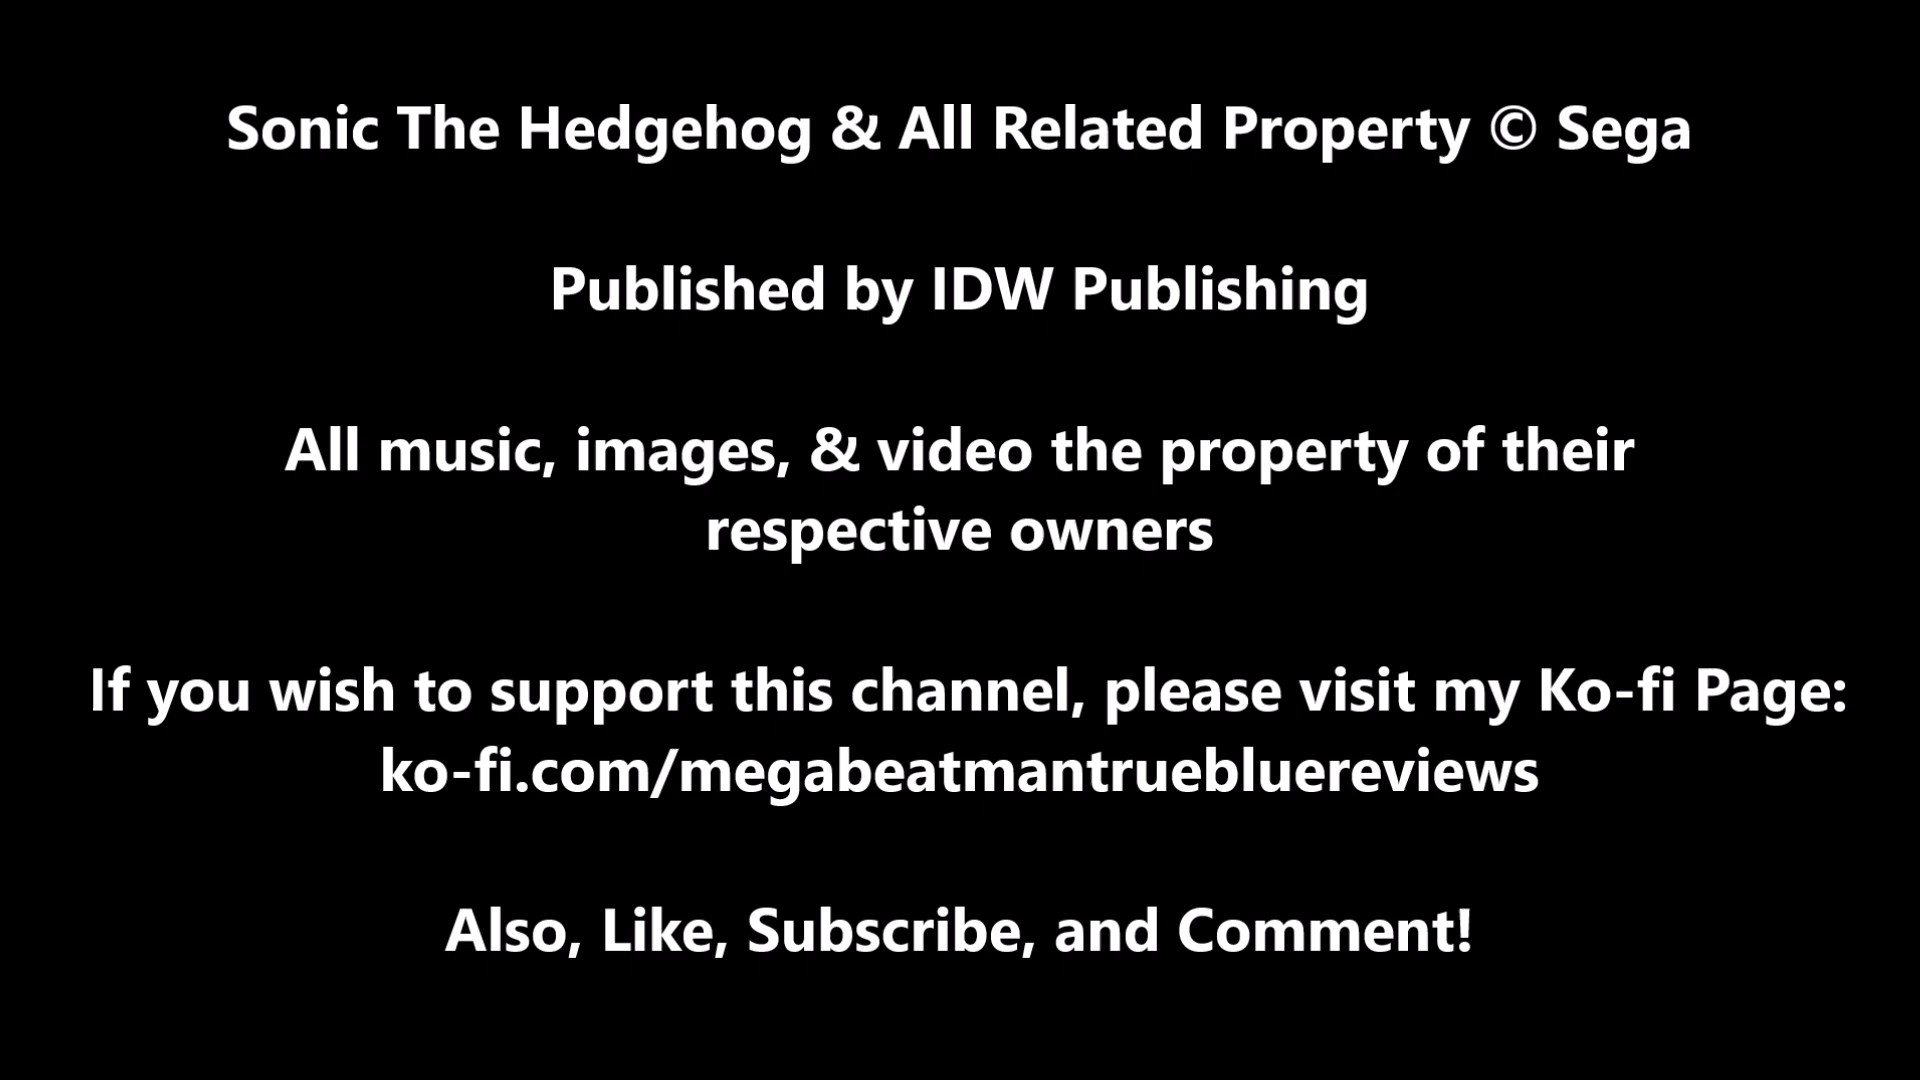 Sonic The Hedgehog & All Related Property © Sega
Published by IDW Publishing
All music, images, & video the property of their
respective owners
If you wish to support this channel, please visit my Ko-fi Page:
ko-fi.com/megabeatmantruebluereviews
Also, Like, Subscribe, and Comment!